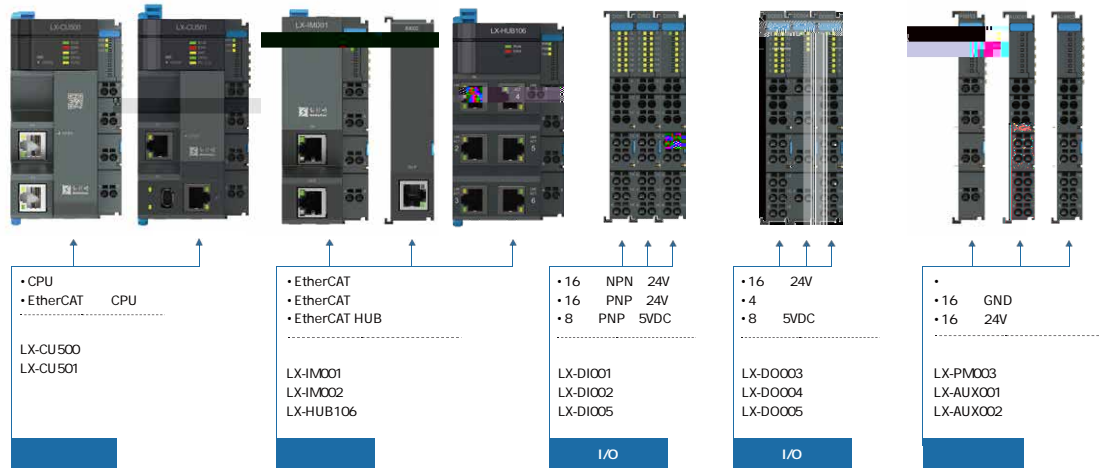 LX-CU500
LX-CU501
LX-IM001
LX-HUB106
• CPU
• EtherCAT CPU
LX-CU500
LX-CU501
• EtherCAT
• EtherCAT
• EtherCAT HUB
LX-IM001
LX-IM002
LX-HUB106
• 16 NPN 24V
• 16 PNP 24V
• 8 PNP 5VDC
LX-DI001
LX-DI002
LX-DI005
I/O
• 16 24V
• 4
• 8 5VDC
LX-DO003
LX-DO004
LX-DO005
I/O
•
• 16 GND
• 16 24V
LX-PM003
LX-AUX001
LX-AUX002